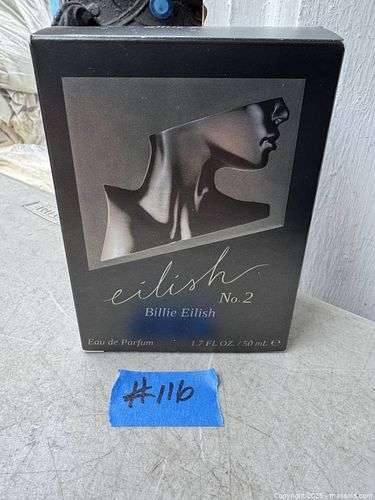 eilish
No. 2
Billie Eilish
Eau de Parfum 1.7 FL OZ. / 50 mL ℮
#116
Copyright 2025 - maxsold.com